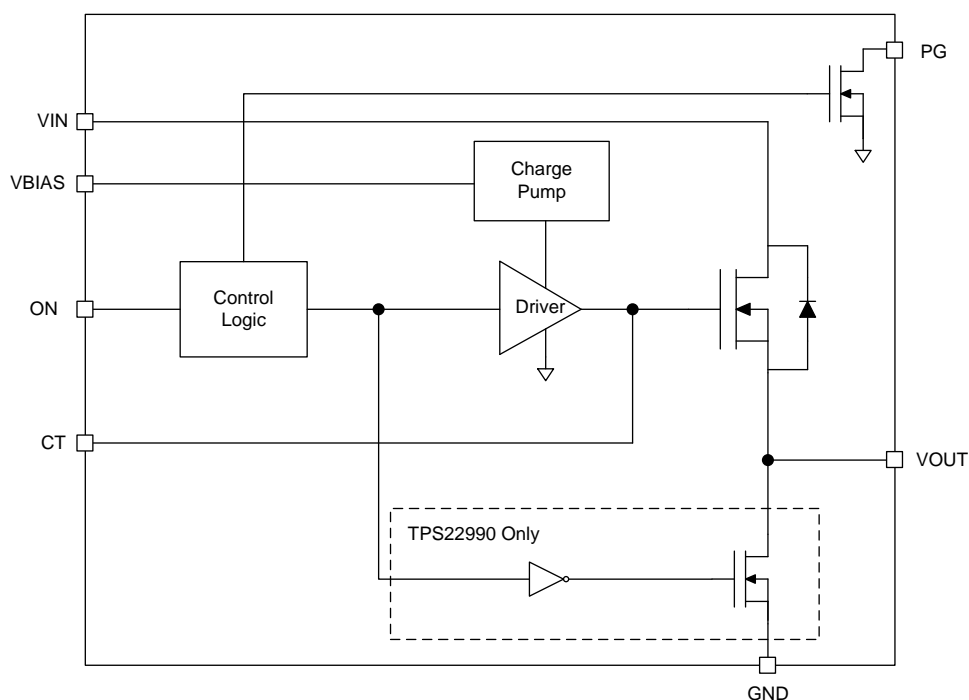 PG
VIN
Charge
Pump
VBIAS
ON
Control
Logic
Driver
CT
VOUT
TPS22990 Only
GND